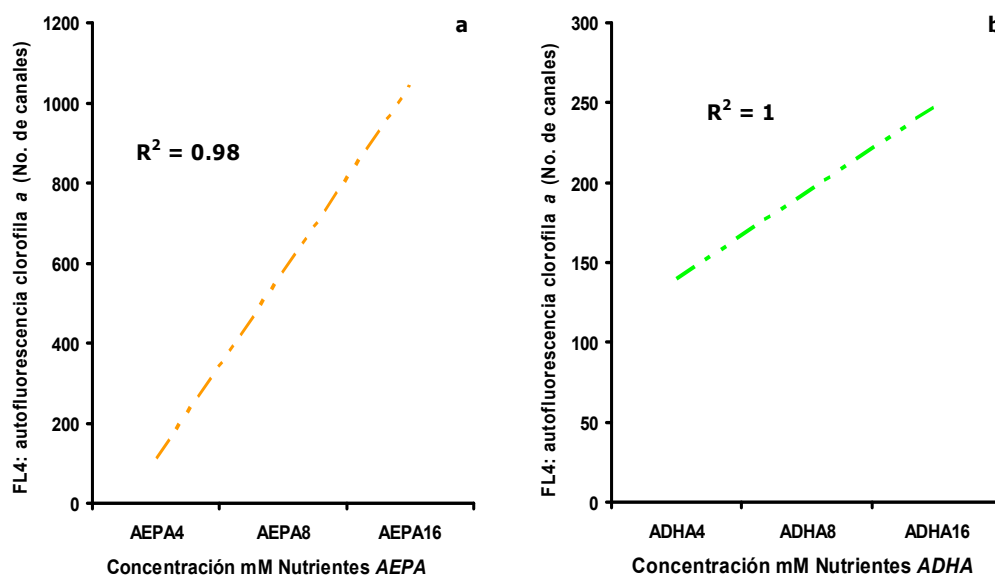 a
FL4: autofluorescencia clorofila a (No. de canales)
1200
1000
800
600
400
200
0
R² = 0.98
AEPA4 AEPA8 AEPA16
Concentración mM Nutrientes AEPA
b
FL4: autofluorescencia clorofila a (No. de canales)
300
250
200
150
100
50
0
R² = 1
ADHA4 ADHA8 ADHA16
Concentración mM Nutrientes ADHA